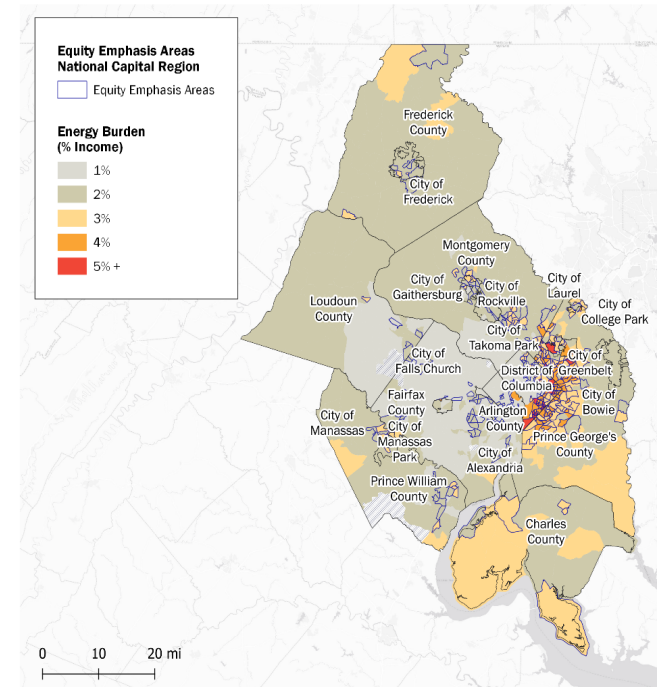 Equity Emphasis Areas
National Capital Region
Equity Emphasis Areas
Energy Burden
(% Income)
1%
2%
3%
4%
5% +
Frederick
County
City of
Frederick
Montgomery
County
City of
Gaithersburg
City of
Rockville
City of
Laurel
City of
College Park
Loudoun
County
City of
Takoma Park
City of
Falls Church
City of
Greenbelt
District of
Columbia
Fairfax
County
City of
Bowie
City of
Manassas
City of
Manassas
Park
Arlington
County
Prince George's
County
City of
Alexandria
Prince William
County
Charles
County
0 10 20 mi